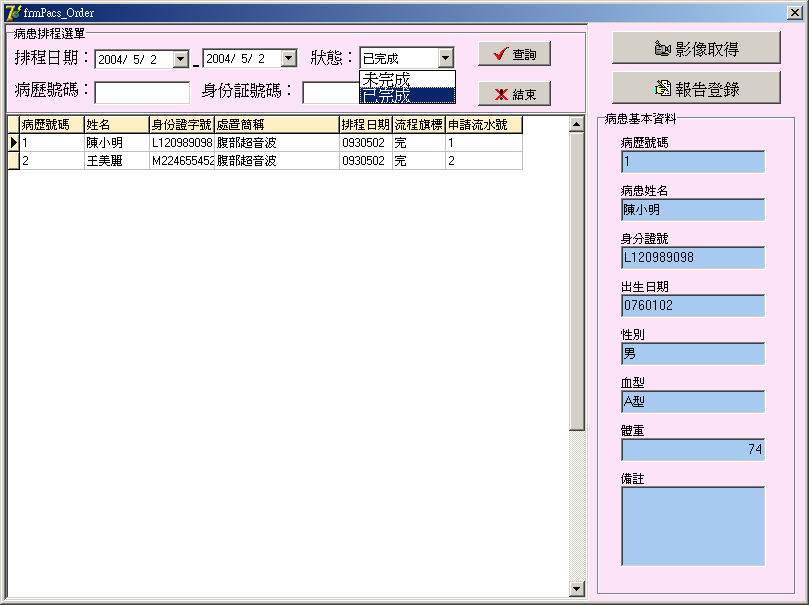 frmPacs_Order
病患排程選單
排程日期： 2004/ 5/ 2 - 2004/ 5/ 2 狀態： 已完成 查詢
未完成
已完成
病歷號碼： 身份証號碼： 結束
病歷號碼 姓名 身份證字號 處置簡稱 排程日期 流程旗標 申請流水號
1 陳小明 L120989098 腹部超音波 0930502 完 1
2 王美麗 M224655452 腹部超音波 0930502 完 2
影像取得
報告登錄
病患基本資料
病歷號碼
1
病患姓名
陳小明
身分證號
L120989098
出生日期
0760102
性別
男
血型
A型
體重
74
備註